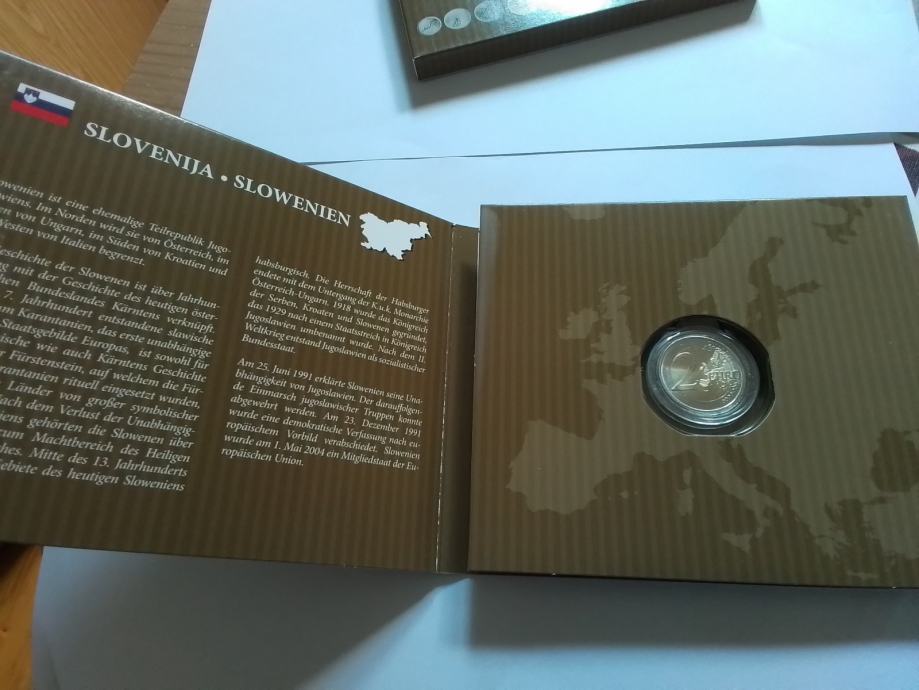 SLOVENIJA • SLOWENIEN
owenien ist eine ehemalige Teilrepublik Jugo-
wiens. Im Norden wird sie von Österreich, im
en von Ungarn, im Süden von Kroatien und
Westen von Italien begrenzt.
eschichte der Slowenen ist über Jahrhun-
g mit der Geschichte des heutigen öster-
hen Bundeslandes Kärntens verknüpft.
7. Jahrhundert entstandene slawische
m Karantanien, das erste unabhängige
Staatsgebilde Europas, ist sowohl für
ische wie auch Kärntens Geschichte
r Fürstenstein, auf welchem die Für-
rantanien rituell eingesetzt wurden,
Länder von großer symbolischer
ach dem Verlust der Unabhängig-
iens gehörten die Slowenen über
zum Machtbereich des Heiligen
ches. Mitte des 13. Jahrhunderts
ebiete des heutigen Sloweniens
habsburgisch. Die Herrschaft der Habsburger
endete mit dem Untergang der K.u.k. Monarchie
Österreich-Ungarn. 1918 wurde das Königreich
der Serben, Kroaten und Slowenen gegründet,
das 1929 nach einem Staatsstreich in Königreich
Jugoslawien umbenannt wurde. Nach dem II.
Weltkrieg entstand Jugoslawien als sozialistischer
Bundesstaat.
Am 25. Juni 1991 erklärte Slowenien seine Una-
bhängigkeit von Jugoslawien. Der darauffolgen-
de Einmarsch jugoslawischer Truppen konnte
abgewehrt werden. Am 23. Dezember 1991
wurde eine demokratische Verfassung nach eu-
ropäischen Vorbild verabschiedet. Slowenien
wurde am 1. Mai 2004 ein Mitgliedstaat der Eu-
ropäischen Union.
2 EURO